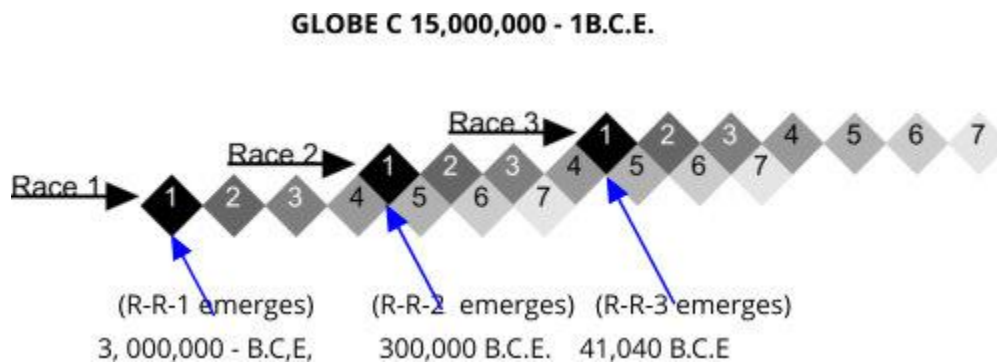 GLOBE C 15,000,000 - 1B.C.E.
Race 3 1 2 3 4 5 6 7
Race 2 1 2 3 4 5 6 7
Race 1 1 2 3 4 5 6 7
(R-R-1 emerges) (R-R-2 emerges) (R-R-3 emerges)
3, 000,000 - B.C,E, 300,000 B.C.E. 41,040 B.C.E